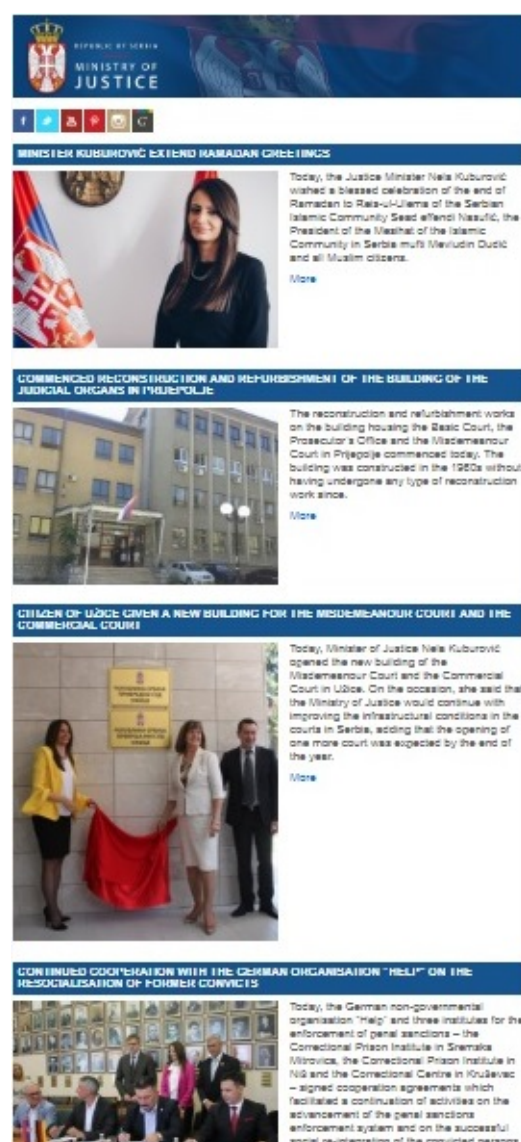 REPUBLIC OF SERBIA
MINISTRY OF
JUSTICE
MINISTER KUBUROVIĆ EXTEND RAMADAN GREETINGS
Today, the Justice Minister Nela Kuburović
wished a blessed celebration of the end of
Ramadan to Reis-ul-Ulema of the Serbian
Islamic Community Sead effendi Nasufić, the
President of the Mesihat of the Islamic
Community in Serbia mufti Mevludin Dudić
and all Muslim citizens.
More
COMMENCED RECONSTRUCTION AND REFURBISHMENT OF THE BUILDING OF THE
JUDICIAL ORGANS IN PRIJEPOLJE
The reconstruction and refurbishment works
on the building housing the Basic Court, the
Prosecutor's Office and the Misdemeanour
Court in Prijepolje commenced today. The
building was constructed in the 1960s without
having undergone any type of reconstruction
work since.
More
CITIZEN OF UŽICE GIVEN A NEW BUILDING FOR THE MISDEMEANOUR COURT AND THE
COMMERCIAL COURT
Today, Minister of Justice Nela Kuburović
opened the new building of the
Misdemeanour Court and the Commercial
Court in Užice. On the occasion, she said that
the Ministry of Justice would continue with
improving the infrastructural conditions in the
courts in Serbia, adding that the opening of
one more court was expected by the end of
the year.
More
CONTINUED COOPERATION WITH THE GERMAN ORGANISATION "HELP" ON THE
RESOCIALISATION OF FORMER CONVICTS
Today, the German non-governmental
organisation "Help" and three institutes for the
enforcement of penal sanctions – the
Correctional Prison Institute in Sremska
Mitrovica, the Correctional Prison Institute in
Niš and the Correctional Centre in Kruševac
– signed cooperation agreements which
facilitated a continuation of activities on the
advancement of the penal sanctions
enforcement system and on the successful